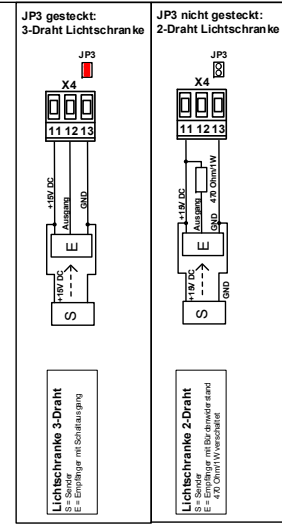 JP3 gesteckt:
3-Draht Lichtschranke
JP3
X4
11 12 13
+15V DC
Ausgang
GND
E
+15V DC
S
Lichtschranke 3-Draht
S = Sender
E = Empfänger mit Schaltausgang
JP3 nicht gesteckt:
2-Draht Lichtschranke
JP3
X4
11 12 13
+15V DC
Ausgang
GND
470 Ohm/1W
E
+15V DC
GND
S
Lichtschranke 2-Draht
S = Sender
E = Empfänger mit Bürdenwiderstand
470 Ohm/1W verschaltet